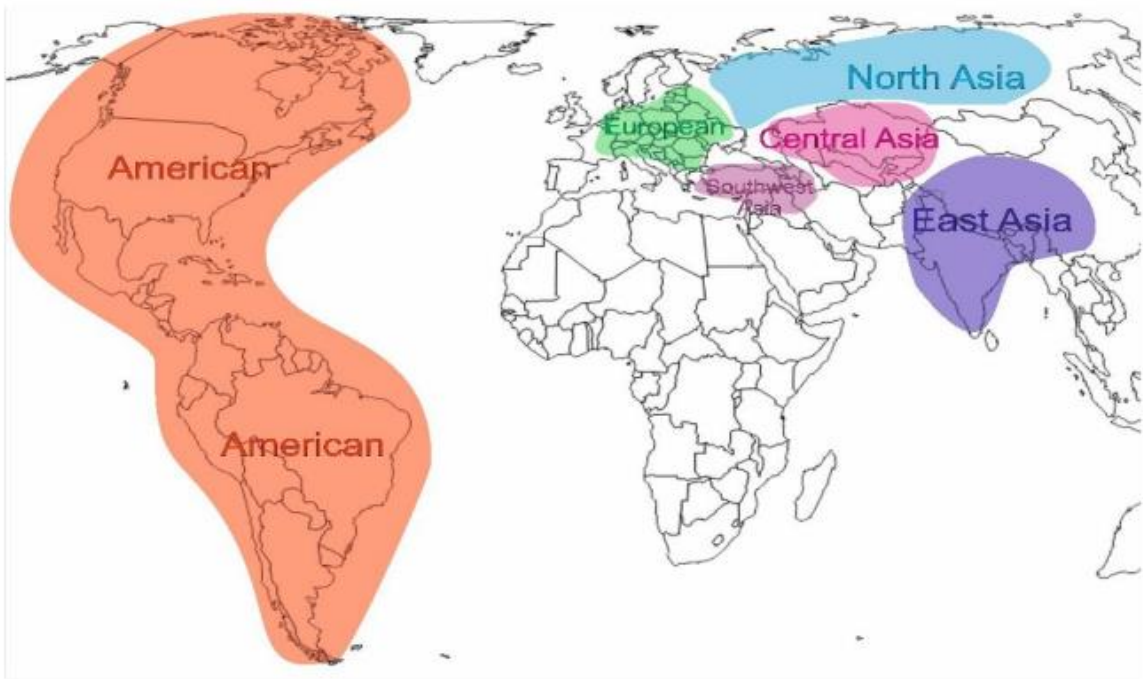 North Asia
European
Central Asia
American
Southwest
Asia
East Asia
American